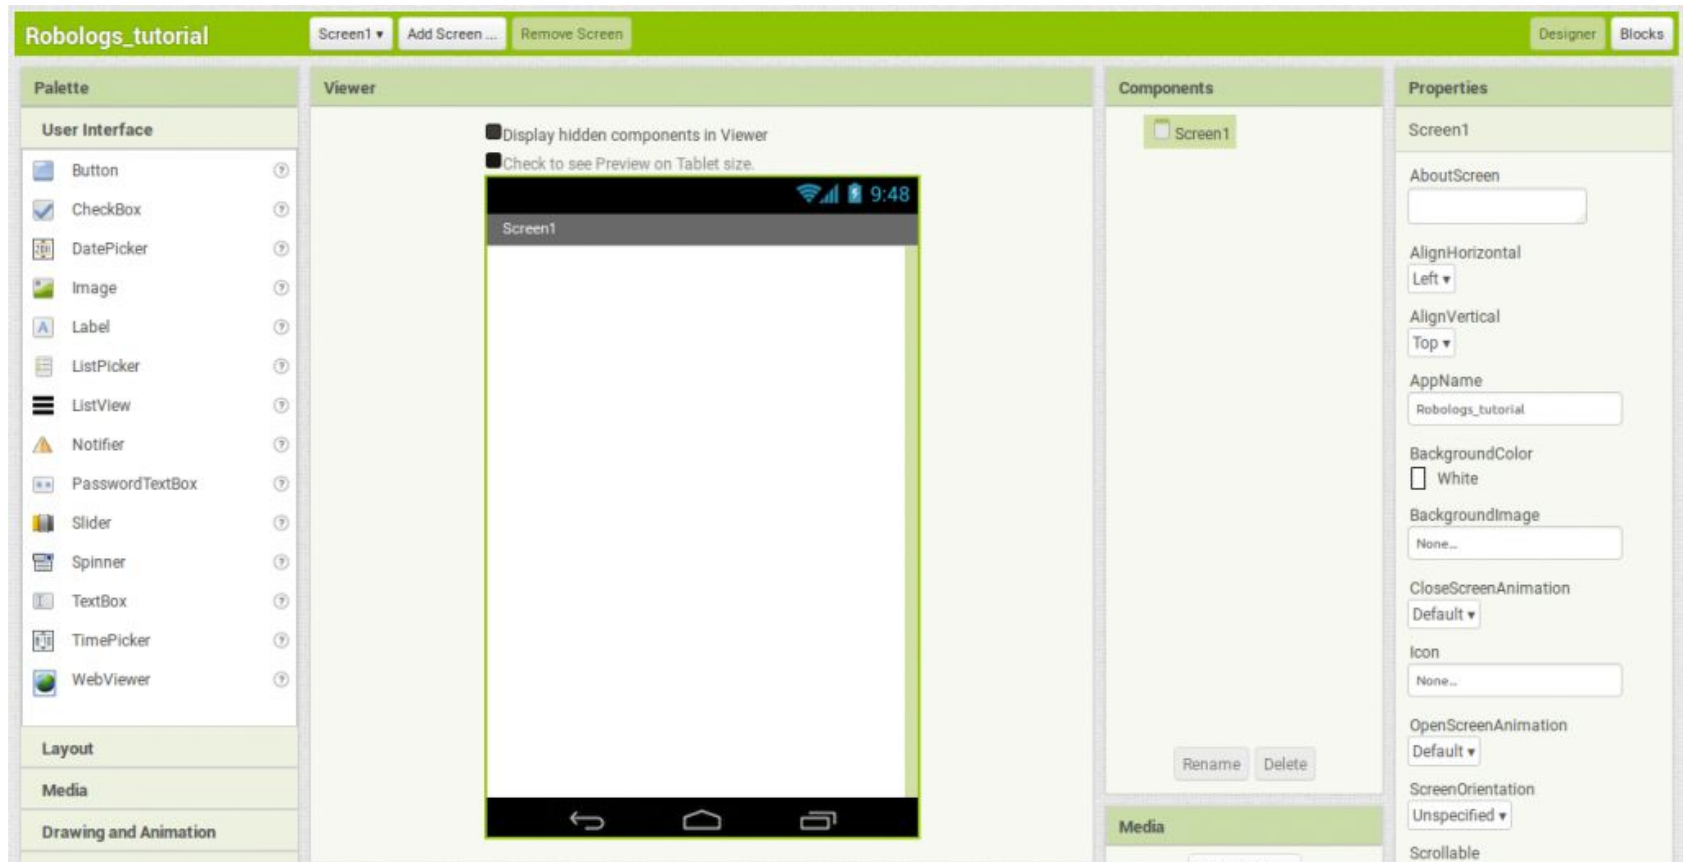 Robologs_tutorial
Screen1 ▾
Add Screen ...
Remove Screen
Designer
Blocks
Palette
User Interface
Button
CheckBox
DatePicker
Image
Label
ListPicker
ListView
Notifier
PasswordTextBox
Slider
Spinner
TextBox
TimePicker
WebViewer
Layout
Media
Drawing and Animation
Viewer
Display hidden components in Viewer
Check to see Preview on Tablet size.
9:48
Screen1
Components
Screen1
Rename
Delete
Media
Properties
Screen1
AboutScreen
AlignHorizontal
Left ▾
AlignVertical
Top ▾
AppName
Robologs_tutorial
BackgroundColor
White
BackgroundImage
None...
CloseScreenAnimation
Default ▾
Icon
None...
OpenScreenAnimation
Default ▾
ScreenOrientation
Unspecified ▾
Scrollable